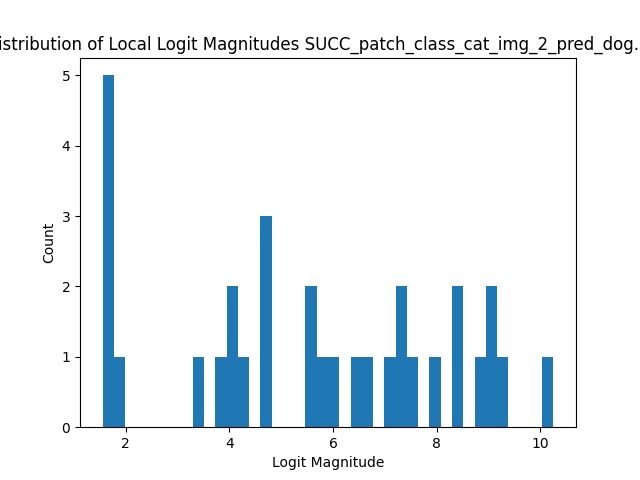 istribution of Local Logit Magnitudes SUCC_patch_class_cat_img_2_pred_dog.
5
4
3
2
1
0
Count
2 4 6 8 10
Logit Magnitude